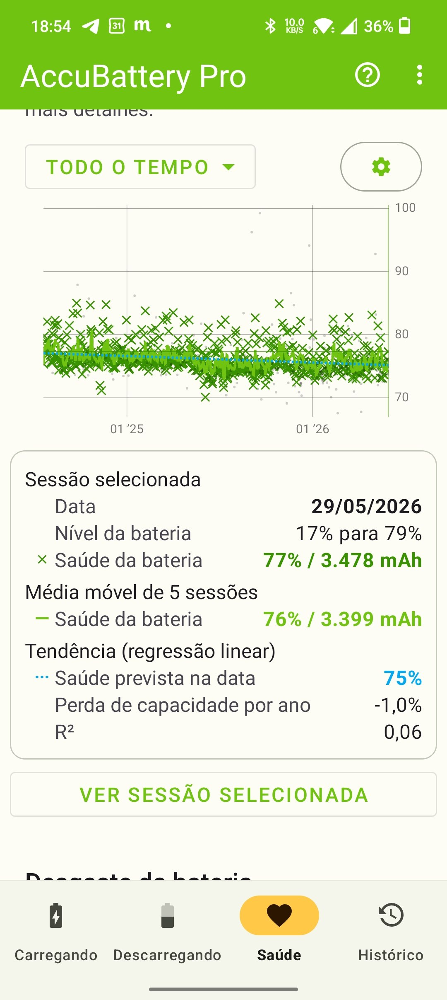 18:54 31 m 10.0 KB/S 6 36%
AccuBattery Pro
mais detalhes.
TODO O TEMPO
100
90
80
70
01 ’25 01 ’26
Sessão selecionada
Data 29/05/2026
Nível da bateria 17% para 79%
Saúde da bateria 77% / 3.478 mAh
Média móvel de 5 sessões
Saúde da bateria 76% / 3.399 mAh
Tendência (regressão linear)
Saúde prevista na data 75%
Perda de capacidade por ano -1,0%
R² 0,06
VER SESSÃO SELECIONADA
Desgaste da bateria
Carregando Descarregando Saúde Histórico